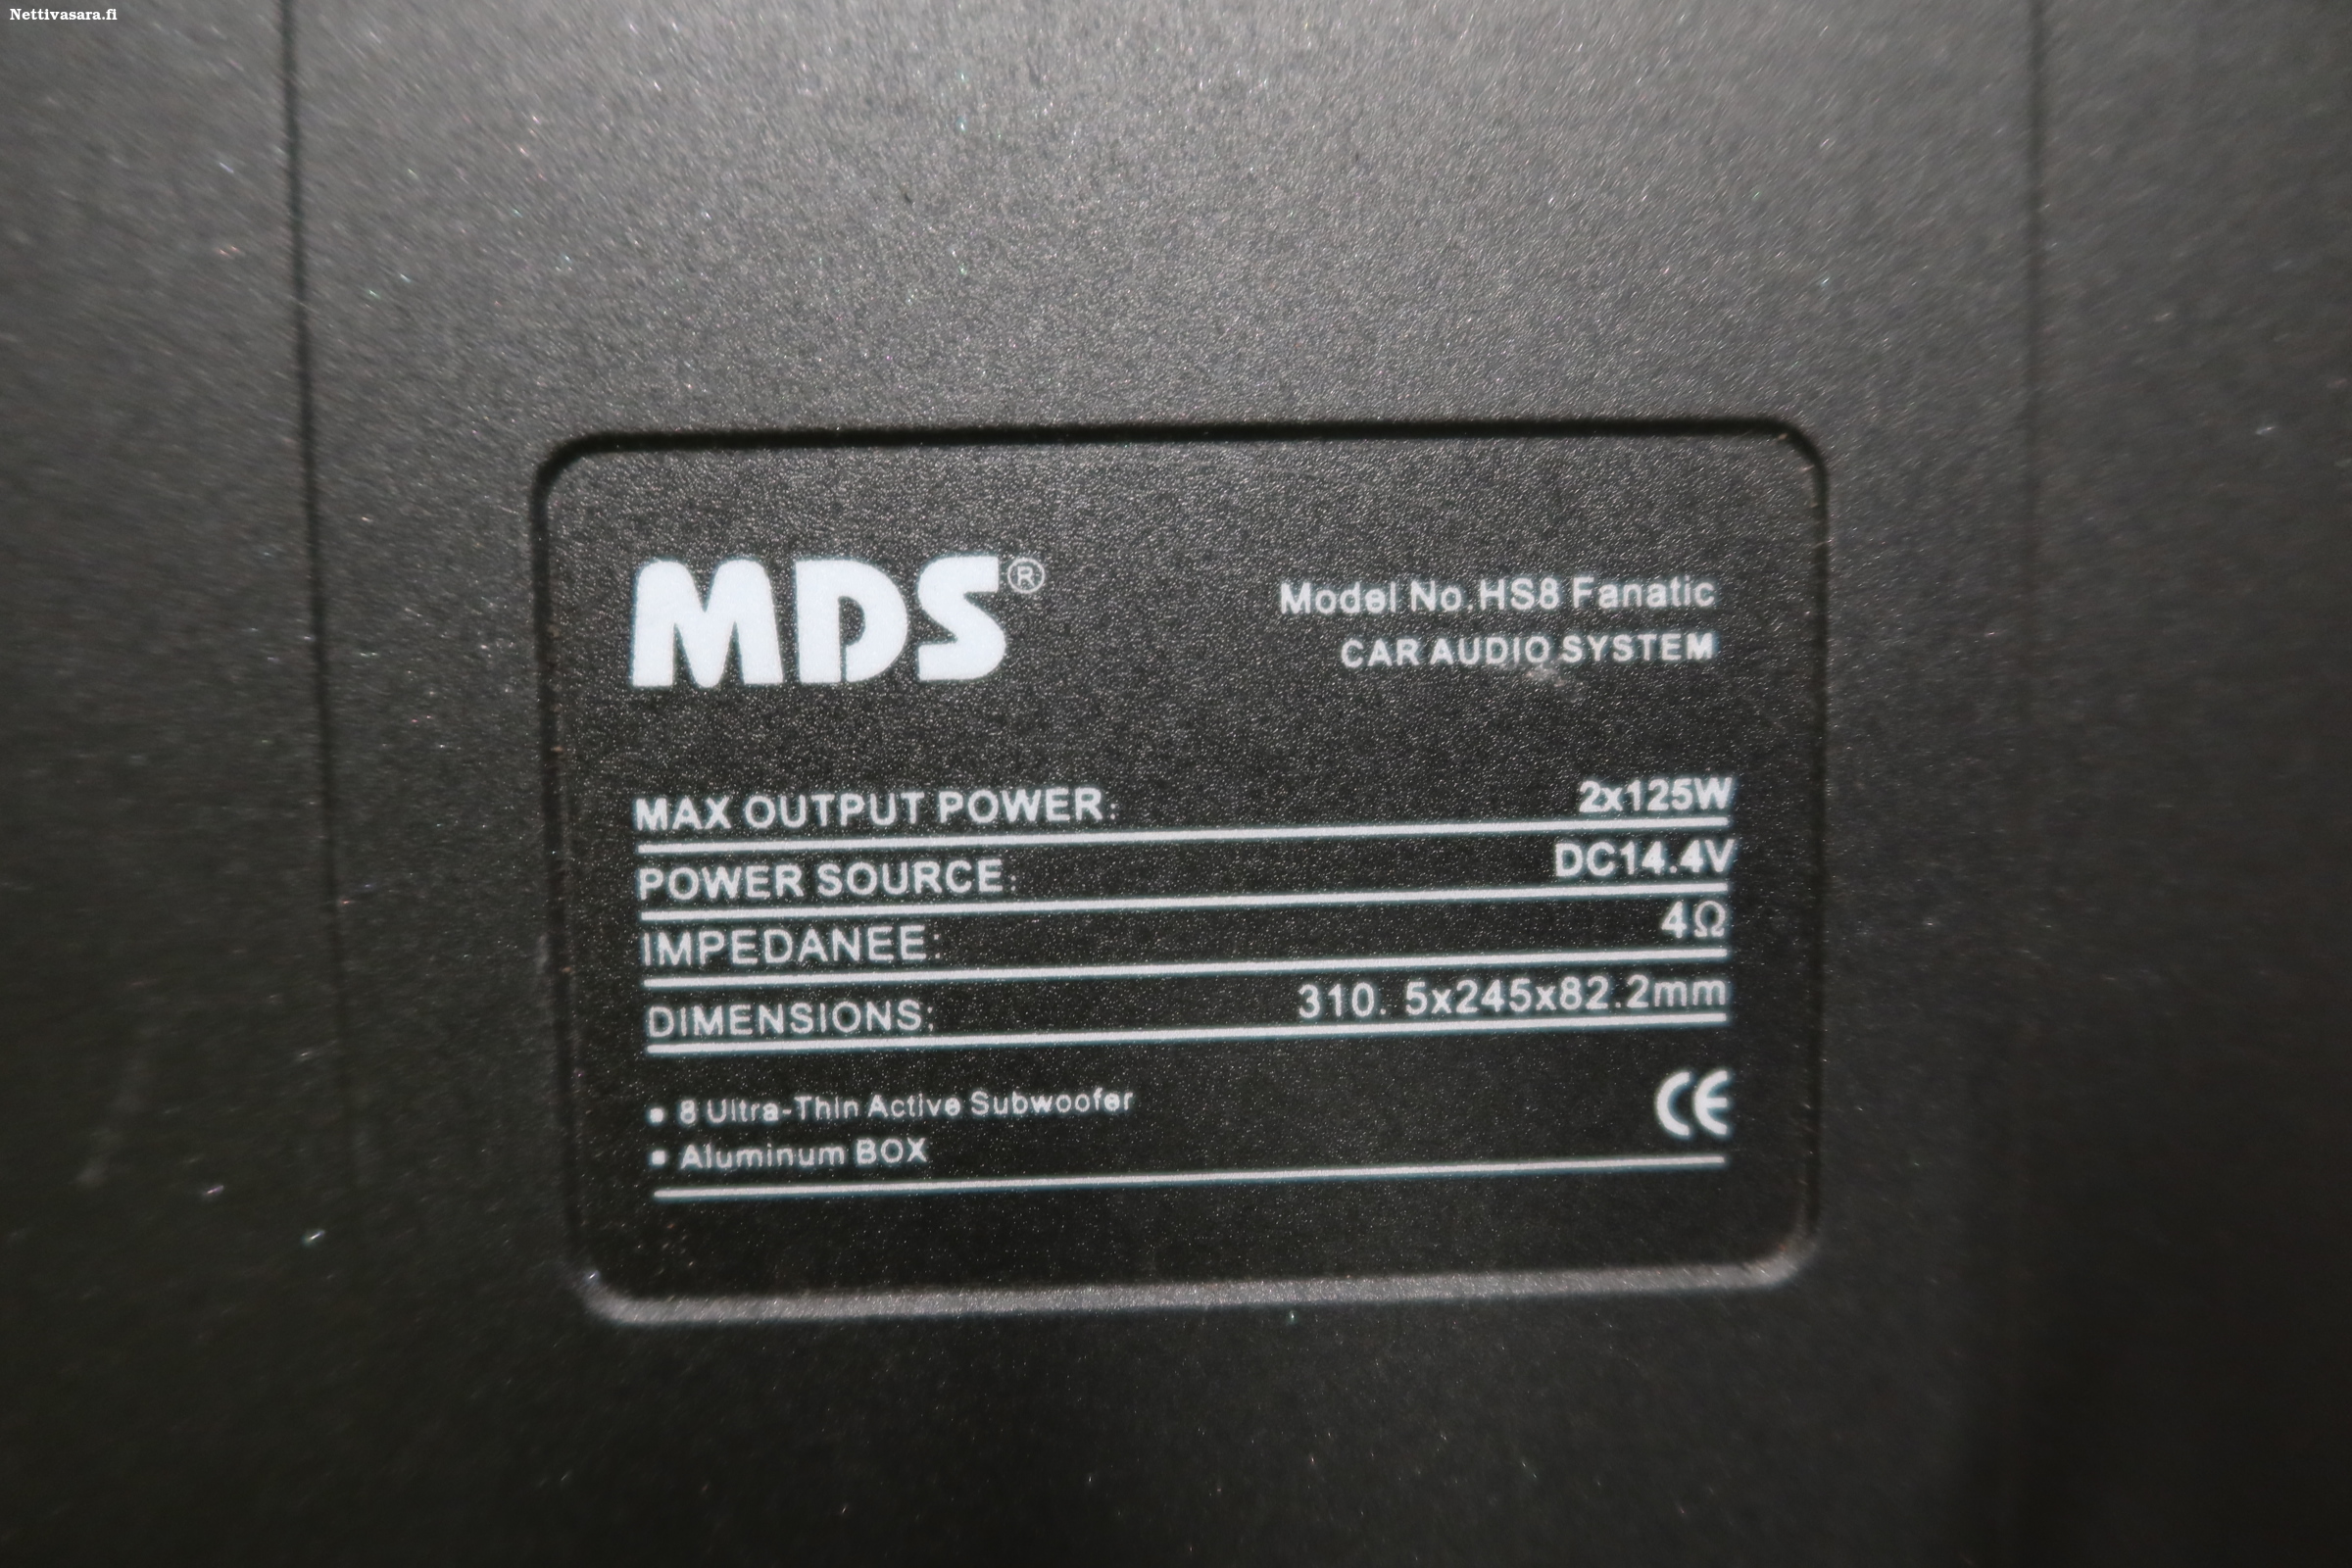 Nettivasara.fi
MDS®
Model No.HS8 Fanatic
CAR AUDIO SYSTEM
MAX OUTPUT POWER: 2x125W
POWER SOURCE: DC14.4V
IMPEDANEE: 4Ω
DIMENSIONS: 310. 5x245x82.2mm
▪ 8 Ultra-Thin Active Subwoofer
▪ Aluminum BOX
CE